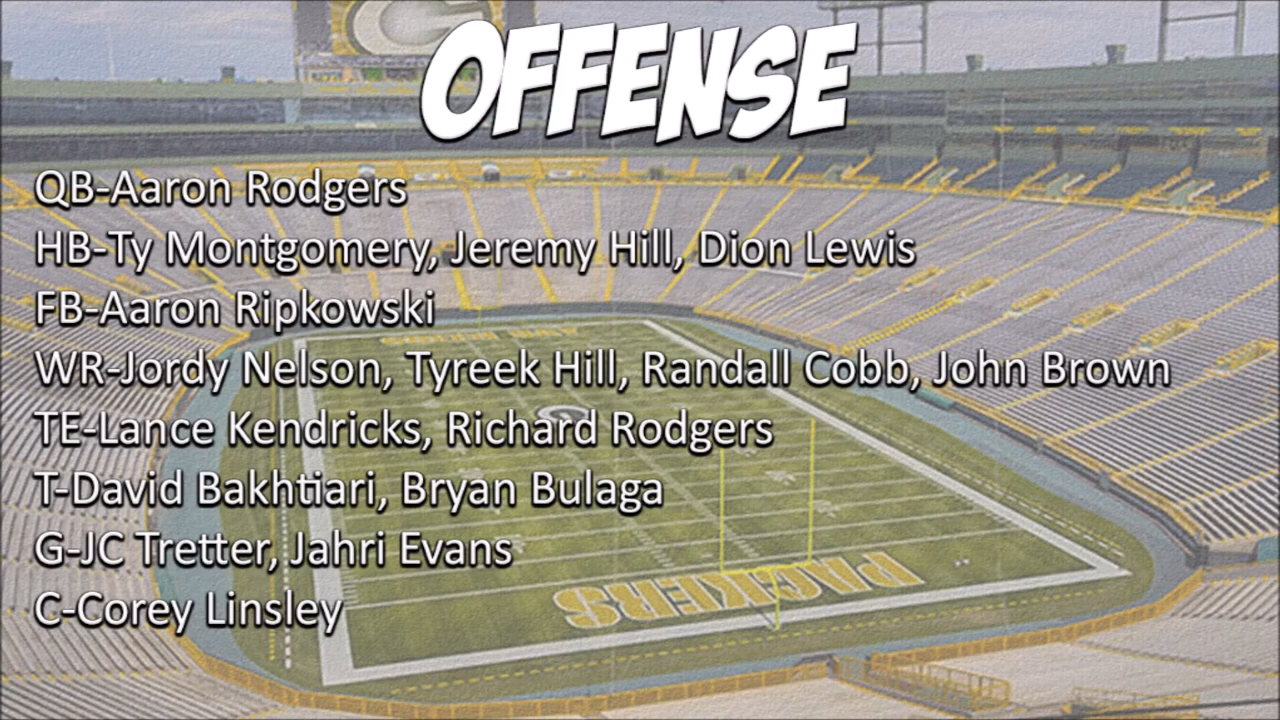 OFFENSE
QB-Aaron Rodgers
HB-Ty Montgomery, Jeremy Hill, Dion Lewis
FB-Aaron Ripkowski
WR-Jordy Nelson, Tyreek Hill, Randall Cobb, John Brown
TE-Lance Kendricks, Richard Rodgers
T-David Bakhtiari, Bryan Bulaga
G-JC Tretter, Jahri Evans
C-Corey Linsley
PACKERS